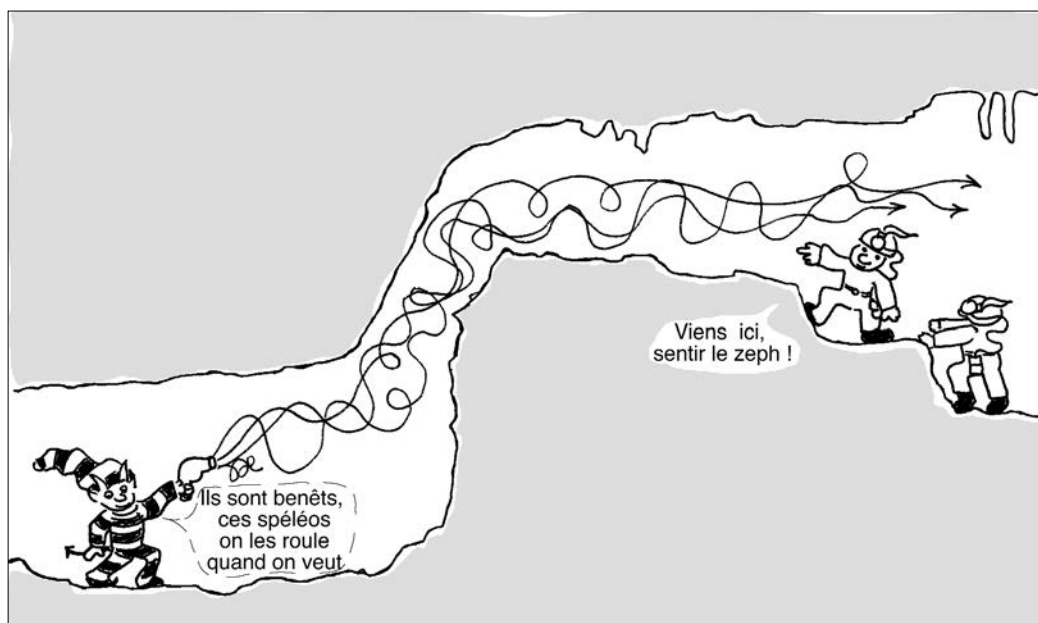 Viens ici,
sentir le zeph !
Ils sont benêts,
ces spéléos
on les roule
quand on veut